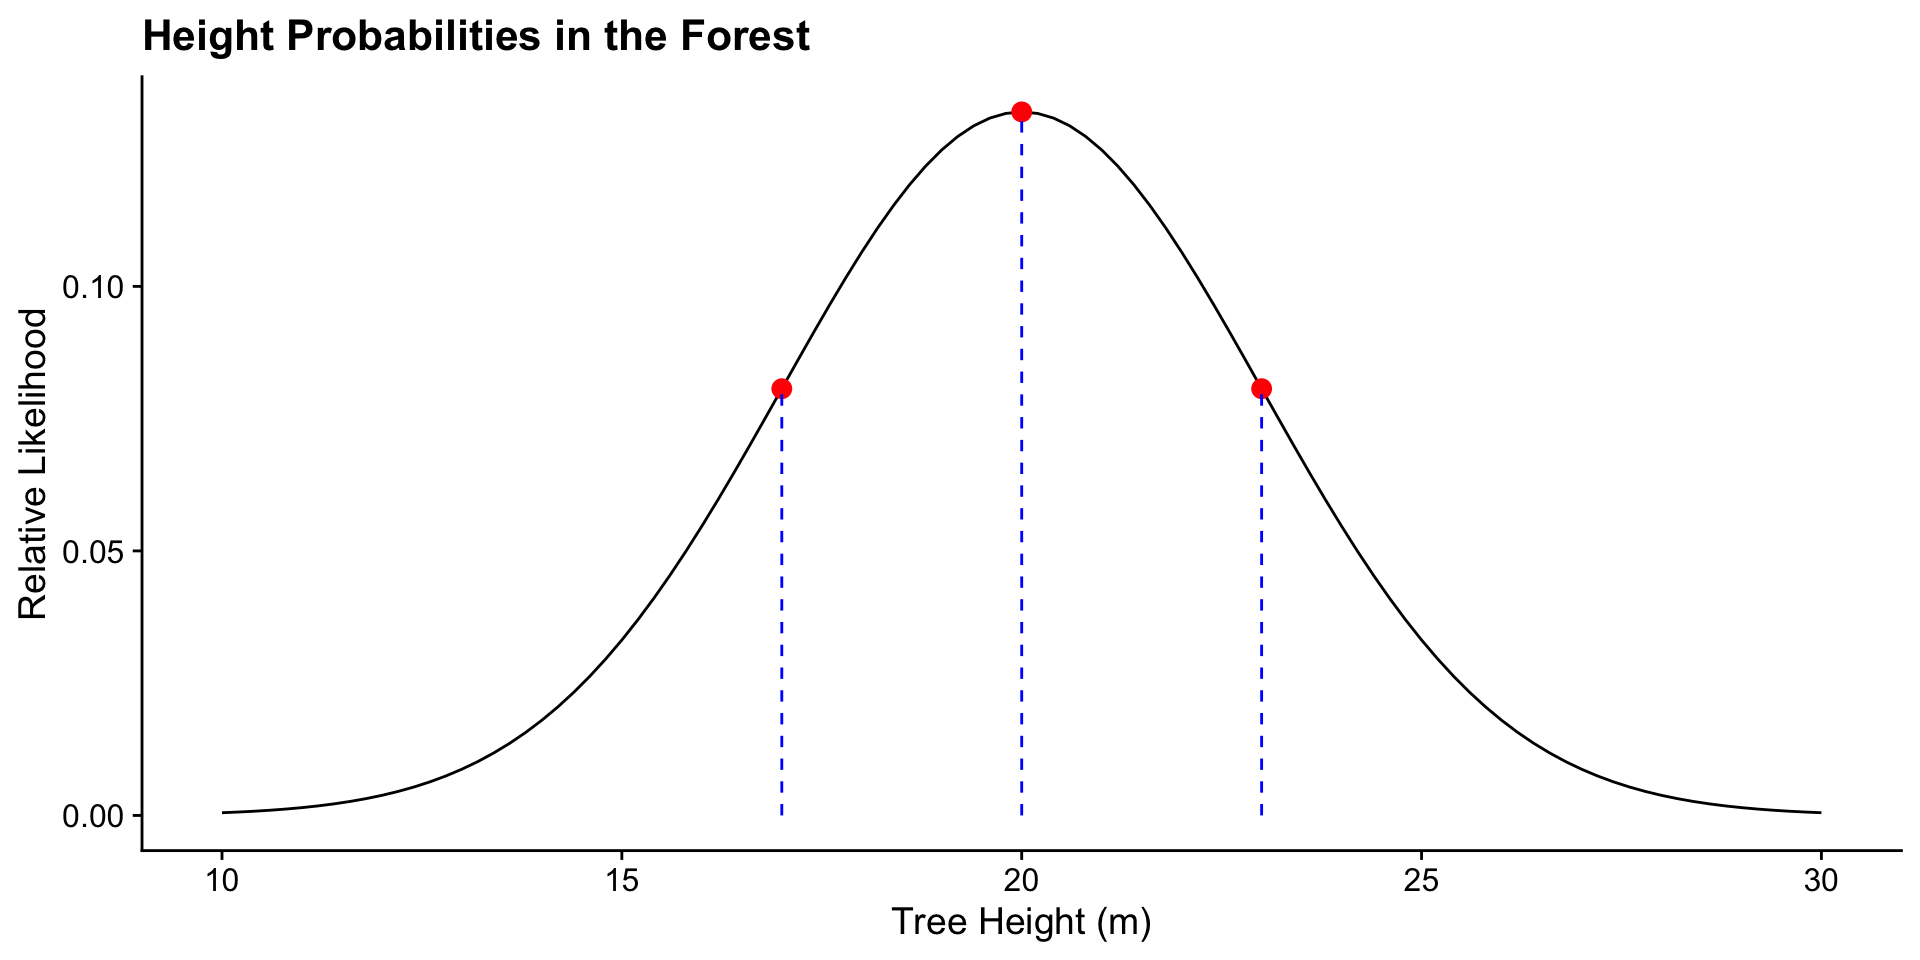 Height Probabilities in the Forest
Relative Likelihood
0.10
0.05
0.00
10 15 20 25 30
Tree Height (m)